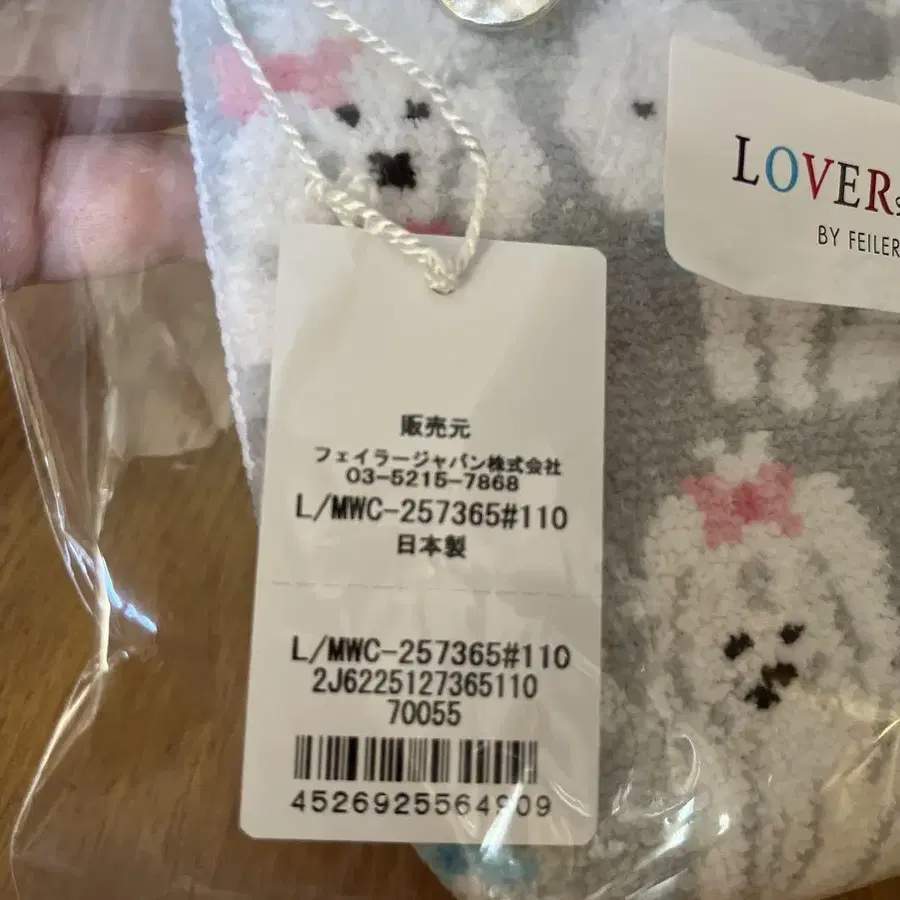 LOVERS
BY FEILER
販売元
フェイラージャパン株式会社
03-5215-7868
L/MWC-257365#110
日本製
L/MWC-257365#110
2J6225127365110
70055
4526925564909